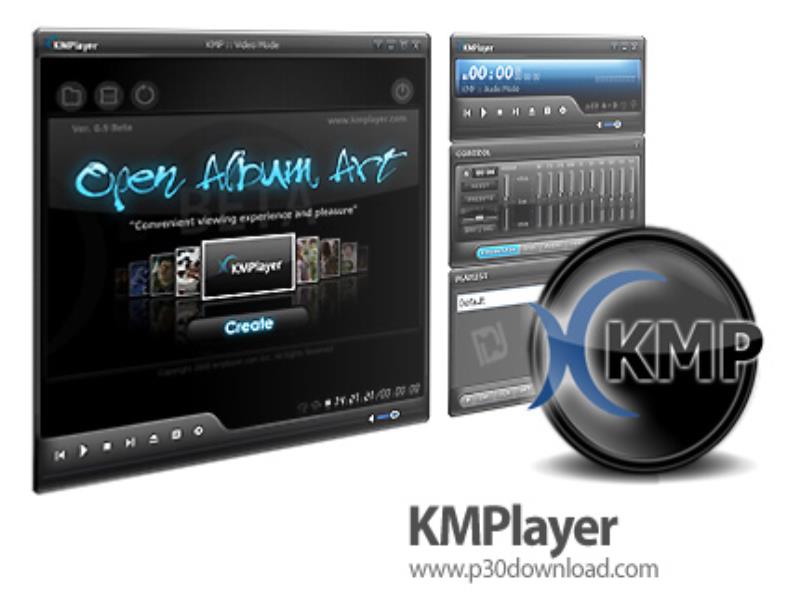 KMPlayer
KMP :: Video Mode
Ver. 0.9 Beta
www.kmplayer.com
Open Album Art
BETA
"Convenient viewing experience and pleasure"
KMPlayer
Create
KMPlayer
00:00
KMP :: Audio Mode
CONTROL
PLAYLIST
Default
KMP
KMPlayer
www.p30download.com